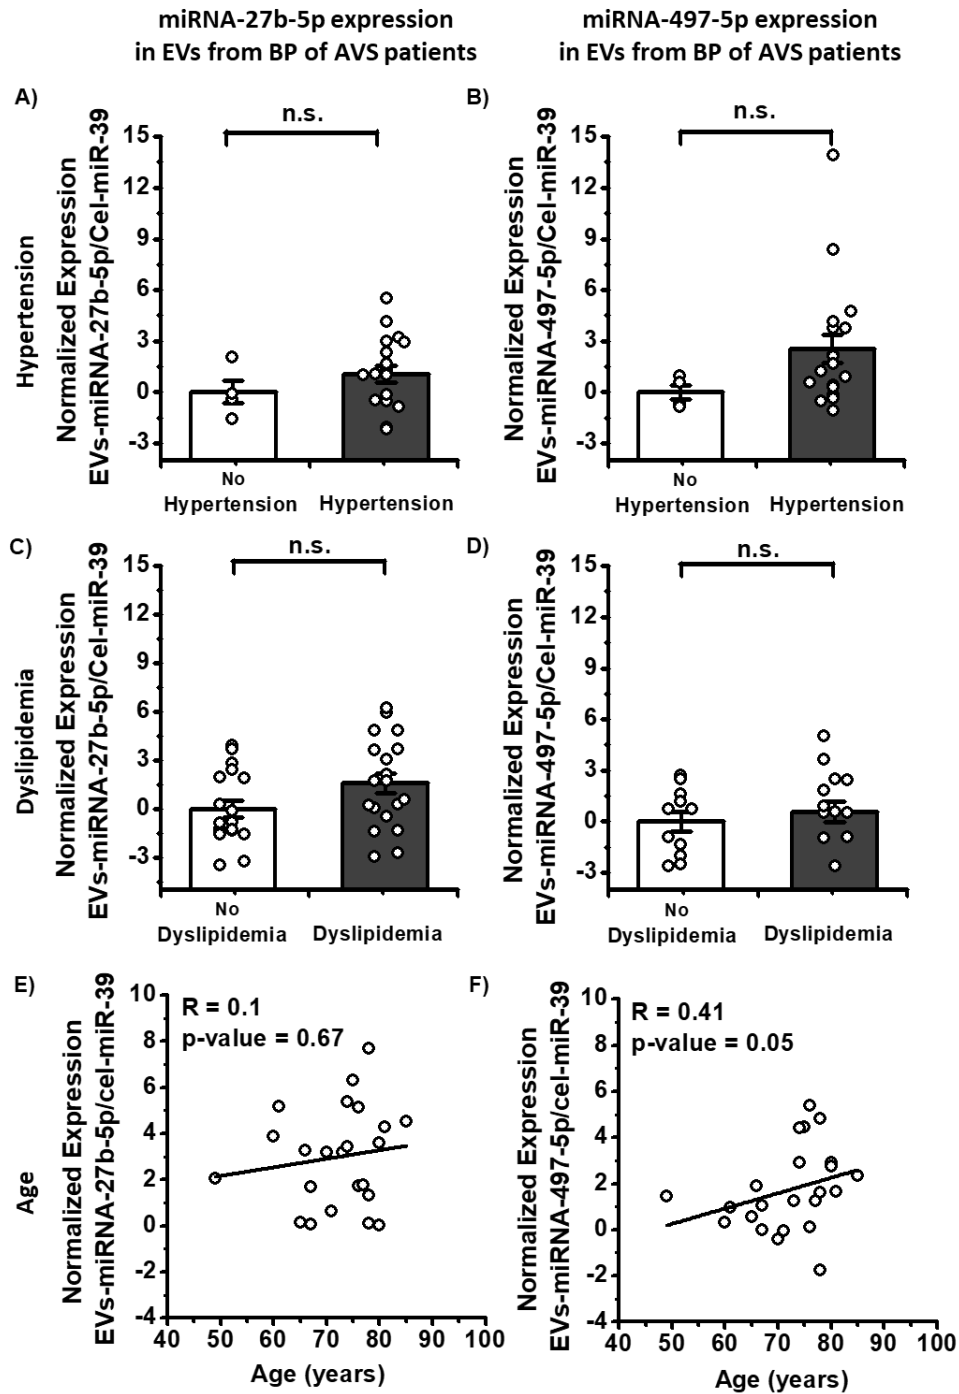 miRNA-27b-5p expression
in EVs from BP of AVS patients
miRNA-497-5p expression
in EVs from BP of AVS patients
A)
Hypertension
Normalized Expression
EVs-miRNA-27b-5p/Cel-miR-39
15
12
9
6
3
0
-3
n.s.
No
Hypertension
Hypertension
B)
Normalized Expression
EVs-miRNA-497-5p/Cel-miR-39
15
12
9
6
3
0
-3
n.s.
No
Hypertension
Hypertension
C)
Dyslipidemia
Normalized Expression
EVs-miRNA-27b-5p/Cel-miR-39
15
12
9
6
3
0
-3
n.s.
No
Dyslipidemia
Dyslipidemia
D)
Normalized Expression
EVs-miRNA-497-5p/Cel-miR-39
15
12
9
6
3
0
-3
n.s.
No
Dyslipidemia
Dyslipidemia
E)
Age
Normalized Expression
EVs-miRNA-27b-5p/cel-miR-39
10
8
6
4
2
0
-2
-4
R = 0.1
p-value = 0.67
40 50 60 70 80 90 100
Age (years)
F)
Normalized Expression
EVs-miRNA-497-5p/cel-miR-39
10
8
6
4
2
0
-2
-4
R = 0.41
p-value = 0.05
40 50 60 70 80 90 100
Age (years)